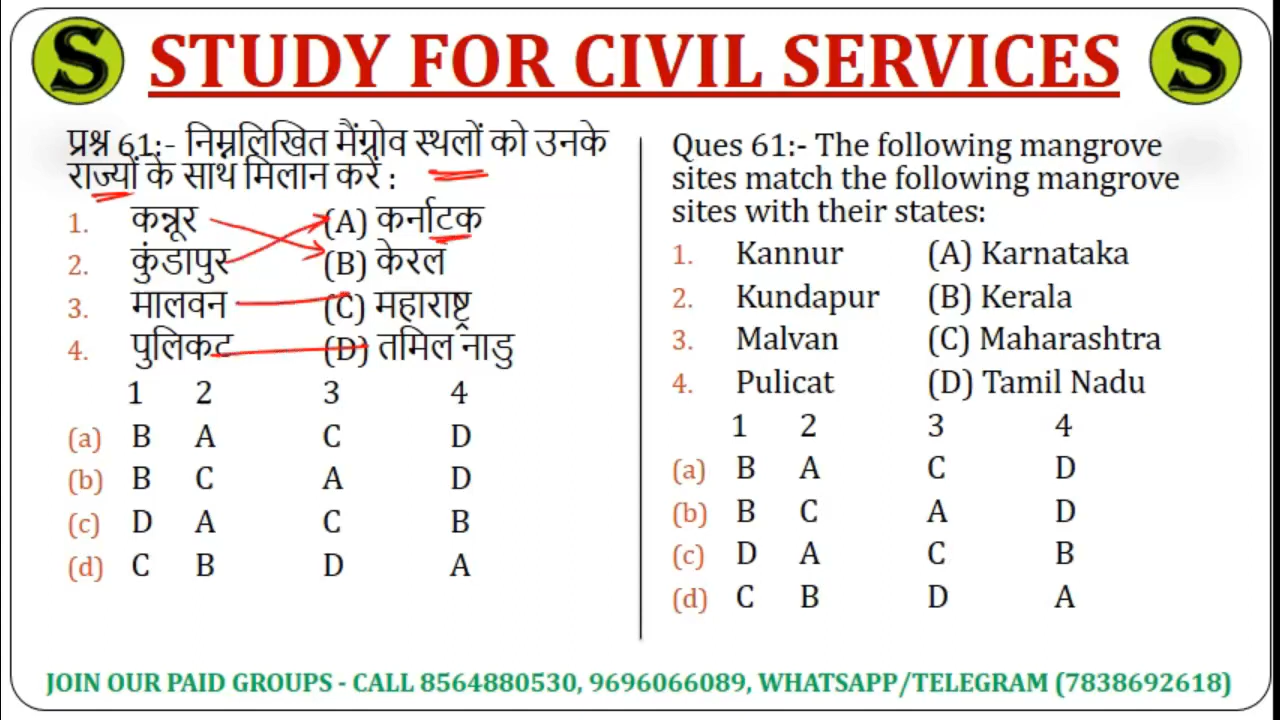 S STUDY FOR CIVIL SERVICES S
प्रश्न 61:- निम्नलिखित मैंग्रोव स्थलों को उनके
राज्यों के साथ मिलान करें :
1. कन्नूर (A) कर्नाटक
2. कुंडापुर (B) केरल
3. मालवन (C) महाराष्ट्र
4. पुलिकट (D) तमिल नाडु
1 2 3 4
(a) B A C D
(b) B C A D
(c) D A C B
(d) C B D A
Ques 61:- The following mangrove
sites match the following mangrove
sites with their states:
1. Kannur (A) Karnataka
2. Kundapur (B) Kerala
3. Malvan (C) Maharashtra
4. Pulicat (D) Tamil Nadu
1 2 3 4
(a) B A C D
(b) B C A D
(c) D A C B
(d) C B D A
JOIN OUR PAID GROUPS - CALL 8564880530, 9696066089, WHATSAPP/TELEGRAM (7838692618)